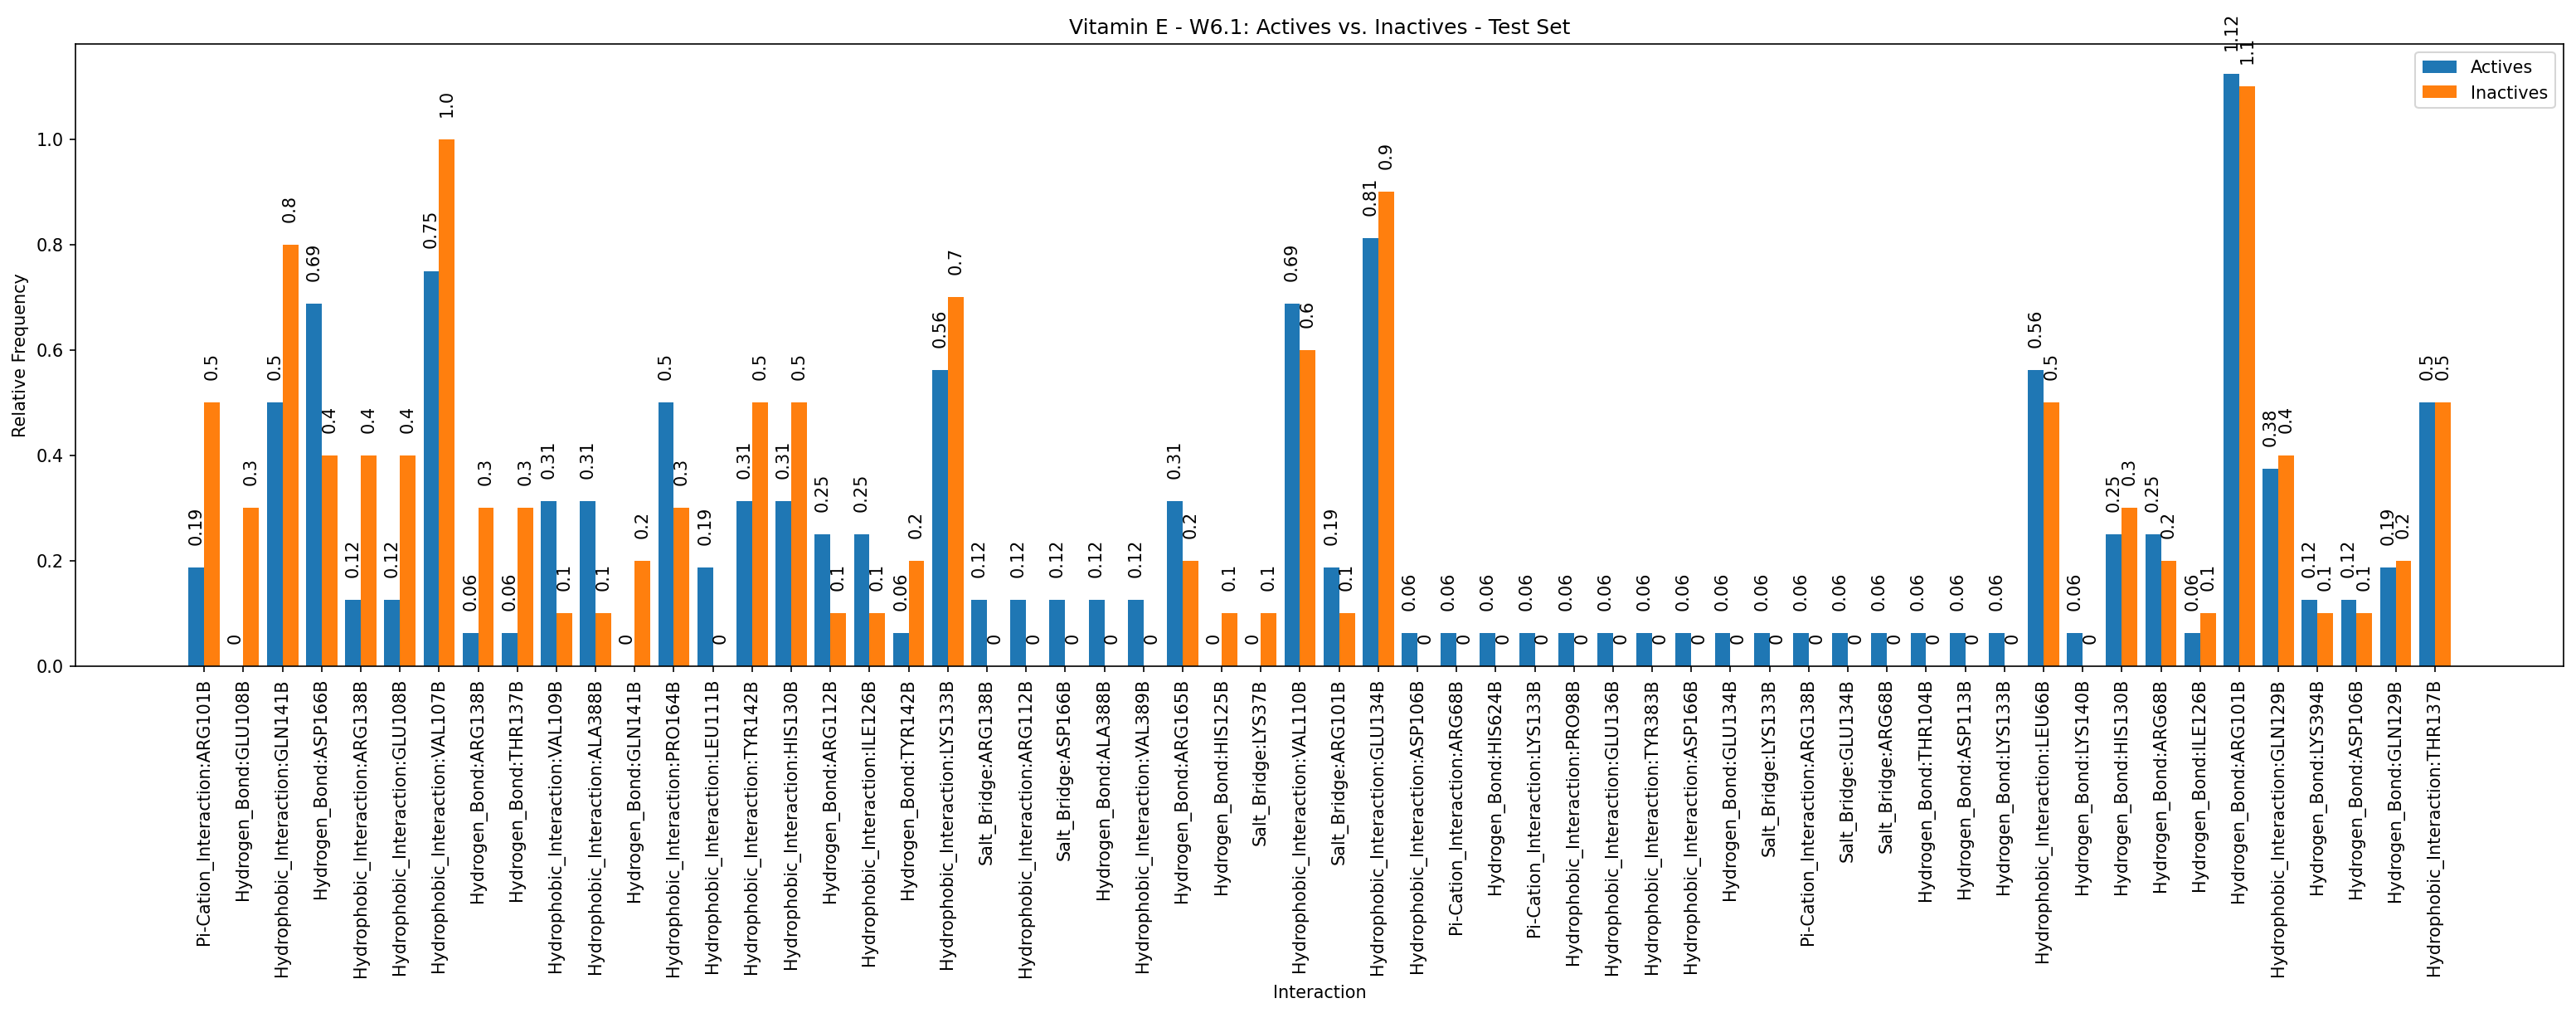 Vitamin E - W6.1: Actives vs. Inactives - Test Set
Actives
Inactives
Relative Frequency
1.0
0.8
0.6
0.4
0.2
0.0
0.19
0.5
0
0.3
0.5
0.8
0.69
0.4
0.12
0.4
0.12
0.4
0.75
1.0
0.06
0.3
0.06
0.3
0.31
0.1
0.31
0.1
0
0.2
0.5
0.3
0.19
0
0.31
0.5
0.31
0.5
0.25
0.1
0.25
0.1
0.06
0.2
0.56
0.7
0.12
0
0.12
0
0.12
0
0.12
0
0.12
0
0.31
0.2
0
0.1
0
0.1
0.69
0.6
0.19
0.1
0.81
0.9
0.06
0
0.06
0
0.06
0
0.06
0
0.06
0
0.06
0
0.06
0
0.06
0
0.06
0
0.06
0
0.06
0
0.06
0
0.06
0
0.06
0
0.06
0
0.06
0
0.56
0.5
0.06
0
0.25
0.3
0.25
0.2
0.06
0.1
1.12
1.1
0.38
0.4
0.12
0.1
0.12
0.1
0.19
0.2
0.5
0.5
Pi-Cation_Interaction:ARG101B
Hydrogen_Bond:GLU108B
Hydrophobic_Interaction:GLN141B
Hydrogen_Bond:ASP166B
Hydrophobic_Interaction:ARG138B
Hydrophobic_Interaction:GLU108B
Hydrophobic_Interaction:VAL107B
Hydrogen_Bond:ARG138B
Hydrogen_Bond:THR137B
Hydrophobic_Interaction:VAL109B
Hydrophobic_Interaction:ALA388B
Hydrogen_Bond:GLN141B
Hydrophobic_Interaction:PRO164B
Hydrophobic_Interaction:LEU111B
Hydrophobic_Interaction:TYR142B
Hydrophobic_Interaction:HIS130B
Hydrogen_Bond:ARG112B
Hydrophobic_Interaction:ILE126B
Hydrogen_Bond:TYR142B
Hydrophobic_Interaction:LYS133B
Salt_Bridge:ARG138B
Hydrophobic_Interaction:ARG112B
Salt_Bridge:ASP166B
Hydrogen_Bond:ALA388B
Hydrophobic_Interaction:VAL389B
Hydrogen_Bond:ARG165B
Hydrogen_Bond:HIS125B
Salt_Bridge:LYS37B
Hydrophobic_Interaction:VAL110B
Salt_Bridge:ARG101B
Hydrophobic_Interaction:GLU134B
Hydrophobic_Interaction:ASP106B
Pi-Cation_Interaction:ARG68B
Hydrogen_Bond:HIS624B
Pi-Cation_Interaction:LYS133B
Hydrophobic_Interaction:PRO98B
Hydrophobic_Interaction:GLU136B
Hydrophobic_Interaction:TYR383B
Hydrophobic_Interaction:ASP166B
Hydrogen_Bond:GLU134B
Salt_Bridge:LYS133B
Pi-Cation_Interaction:ARG138B
Salt_Bridge:GLU134B
Salt_Bridge:ARG68B
Hydrogen_Bond:THR104B
Hydrogen_Bond:ASP113B
Hydrogen_Bond:LYS133B
Hydrophobic_Interaction:LEU66B
Hydrogen_Bond:LYS140B
Hydrogen_Bond:HIS130B
Hydrogen_Bond:ARG68B
Hydrogen_Bond:ILE126B
Hydrogen_Bond:ARG101B
Hydrophobic_Interaction:GLN129B
Hydrogen_Bond:LYS394B
Hydrogen_Bond:ASP106B
Hydrogen_Bond:GLN129B
Hydrophobic_Interaction:THR137B
Interaction